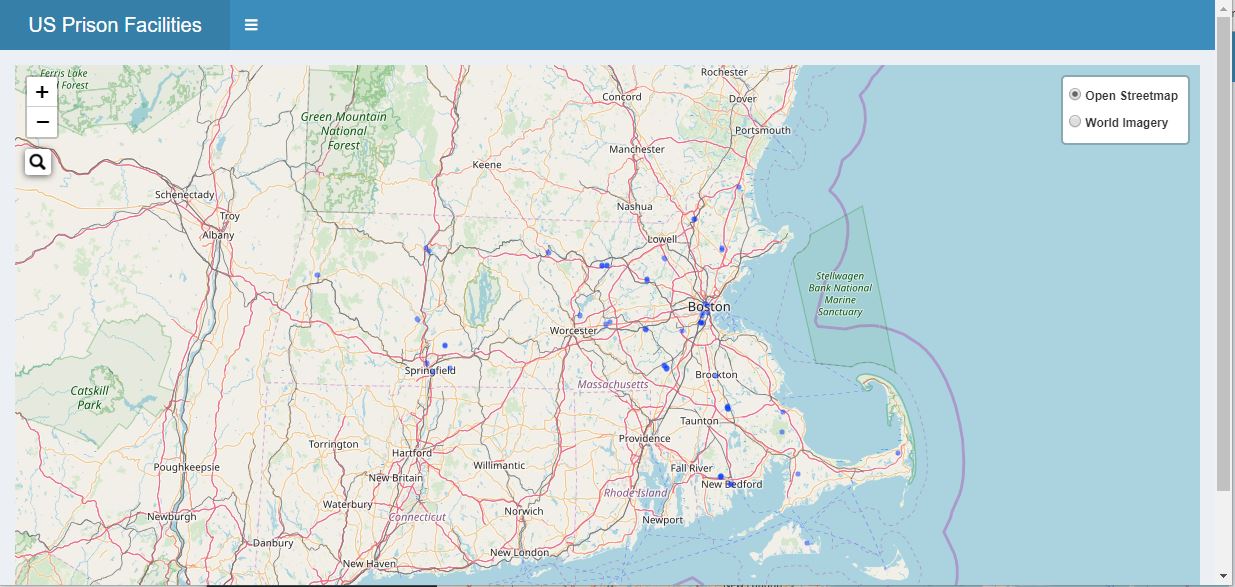 US Prison Facilities
Ferris Lake
Forest
+
−
Open Streetmap
World Imagery
Rochester
Concord
Dover
Green Mountain
National
Forest
Portsmouth
Manchester
Keene
Schenectady
Nashua
Troy
Albany
Lowell
Stellwagen
Bank National
Marine
Sanctuary
Boston
Worcester
Springfield
Brockton
Massachusetts
Catskill
Park
Taunton
Torrington
Providence
Hartford
Willimantic
Poughkeepsie
Fall River
New Britain
New Bedford
Rhode Island
Waterbury
Norwich
Newburgh
Connecticut
Newport
Danbury
New London
New Haven